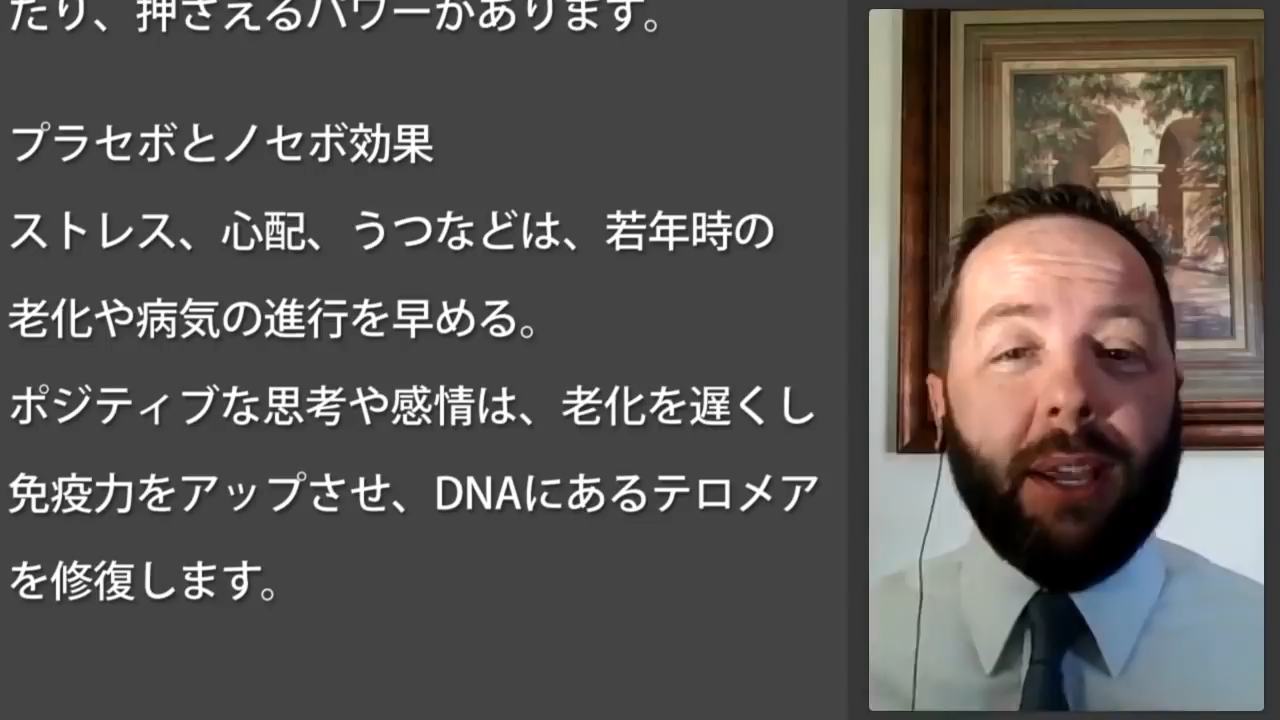 たり、押さえるパワーがあります。
プラセボとノセボ効果
ストレス、心配、うつなどは、若年時の
老化や病気の進行を早める。
ポジティブな思考や感情は、老化を遅くし
免疫力をアップさせ、DNAにあるテロメア
を修復します。